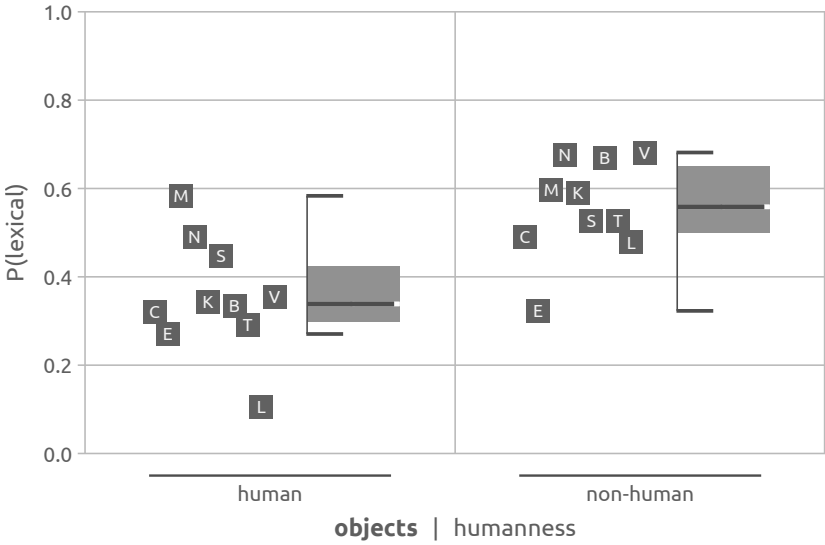 1.0
0.8
0.6
0.4
0.2
0.0
P(lexical)
M
N
S
C
E
K
B
T
V
L
N
B
V
M
K
C
S
T
L
E
human
non-human
objects | humanness